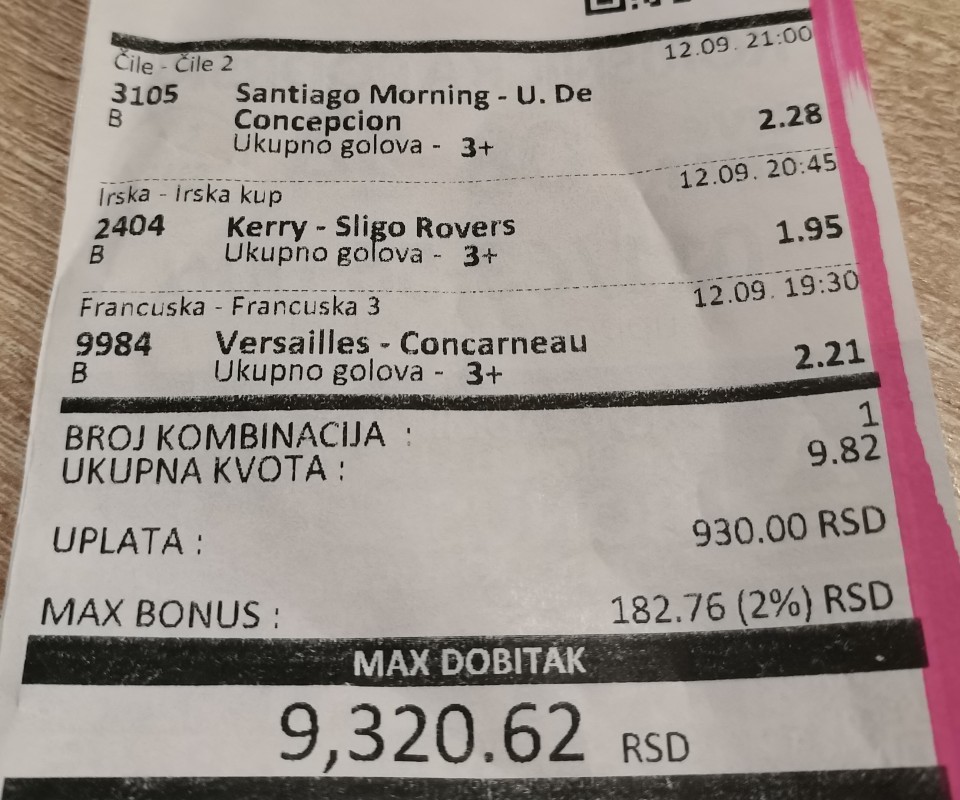 Čile - Čile 2 12.09. 21:00
3105 Santiago Morning - U. De
B Concepcion 2.28
Ukupno golova - 3+
Irska - Irska kup 12.09. 20:45
2404 Kerry - Sligo Rovers 1.95
B Ukupno golova - 3+
Francuska - Francuska 3 12.09. 19:30
9984 Versailles - Concarneau 2.21
B Ukupno golova - 3+
BROJ KOMBINACIJA : 1
UKUPNA KVOTA : 9.82
UPLATA : 930.00 RSD
MAX BONUS : 182.76 (2%) RSD
MAX DOBITAK
9,320.62 RSD